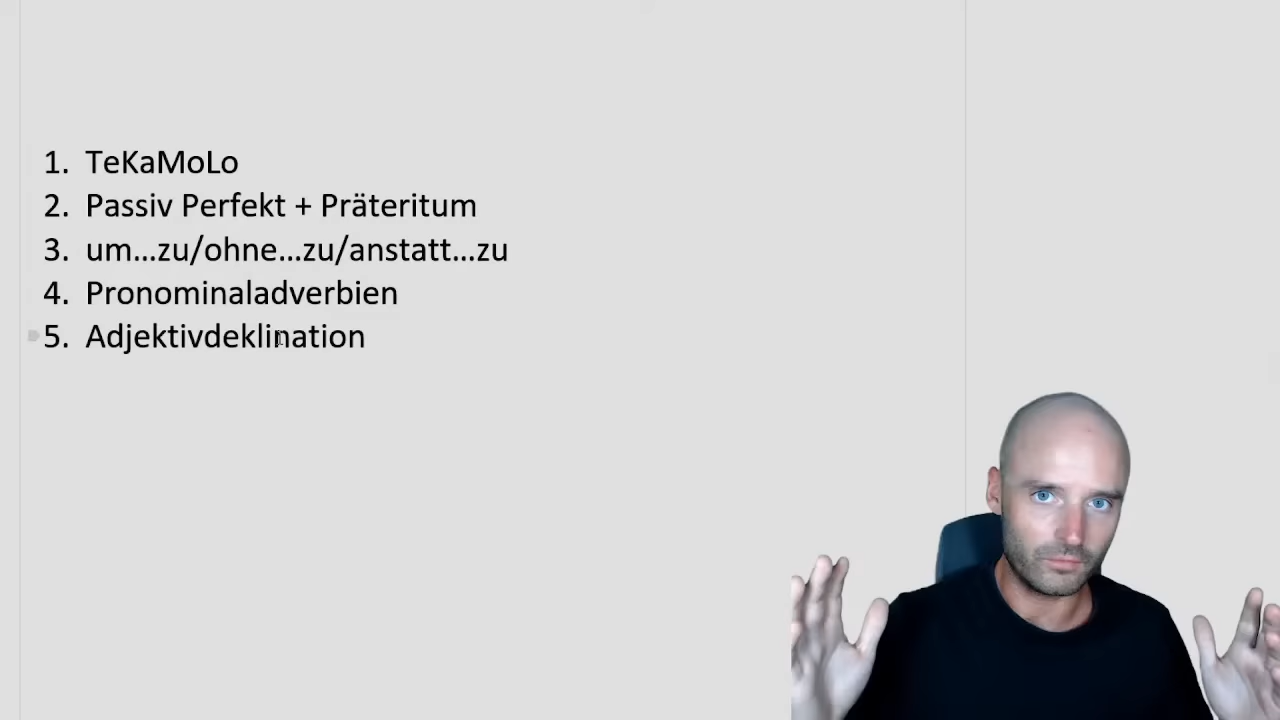 1. TeKaMoLo
2. Passiv Perfekt + Präteritum
3. um...zu/ohne...zu/anstatt...zu
4. Pronominaladverbien
5. Adjektivdeklination